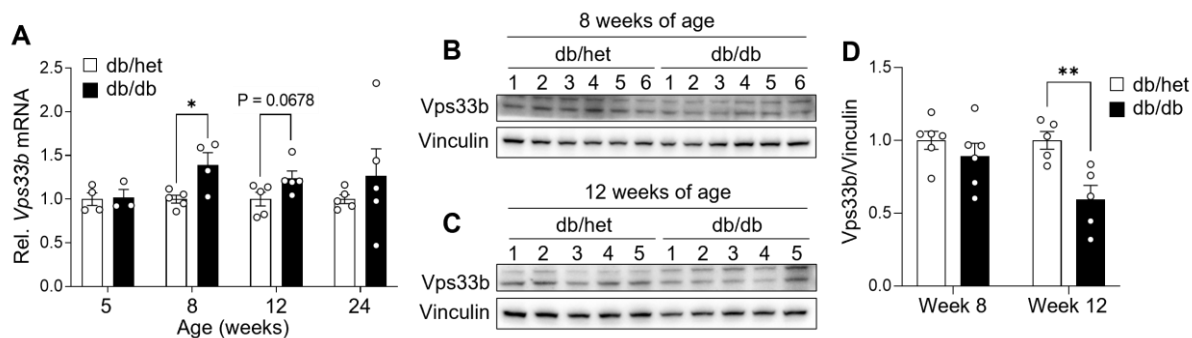 A
Rel. Vps33b mRNA
2.5
2.0
1.5
1.0
0.5
0.0
db/het
db/db
*
P = 0.0678
5 8 12 24
Age (weeks)
B
8 weeks of age
db/het db/db
1 2 3 4 5 6 1 2 3 4 5 6
Vps33b
Vinculin
C
12 weeks of age
db/het db/db
1 2 3 4 5 1 2 3 4 5
Vps33b
Vinculin
D
Vps33b/Vinculin
1.5
1.0
0.5
0.0
**
db/het
db/db
Week 8 Week 12